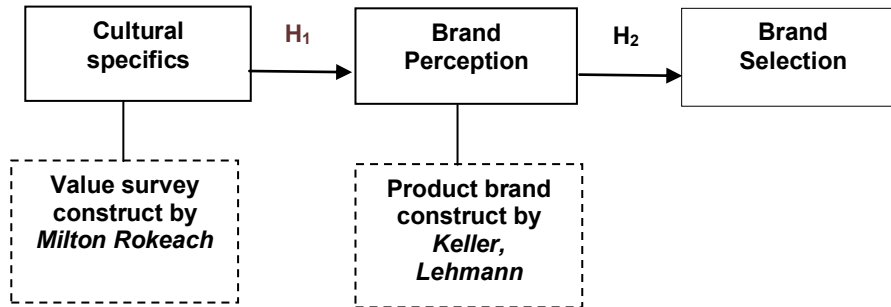 Cultural
specifics
H₁
Brand
Perception
H₂
Brand
Selection
Value survey
construct by
Milton Rokeach
Product brand
construct by
Keller,
Lehmann